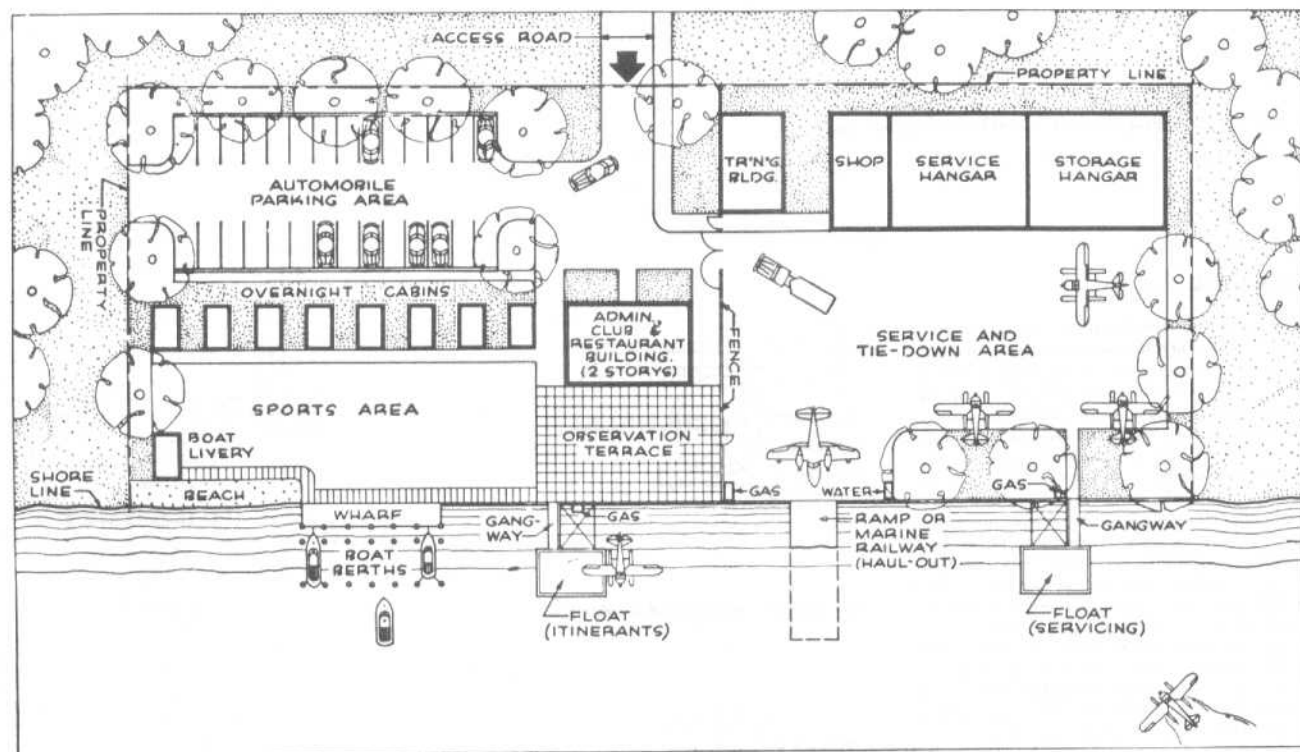 ACCESS ROAD
PROPERTY LINE
TR'N'G.
BLDG.
SHOP
SERVICE
HANGAR
STORAGE
HANGAR
AUTOMOBILE
PARKING AREA
PROPERTY
LINE
OVERNIGHT CABINS
ADMIN.,
CLUB &
RESTAURANT
BUILDING.
(2 STORYS)
FENCE
SERVICE AND
TIE-DOWN AREA
SPORTS AREA
BOAT
LIVERY
OBSERVATION
TERRACE
SHORE
LINE
BEACH
GAS
WATER
GAS
WHARF
GANG-
WAY
GAS
RAMP OR
MARINE
RAILWAY
(HAUL-OUT)
GANGWAY
BOAT
BERTHS
FLOAT
(ITINERANTS)
FLOAT
(SERVICING)